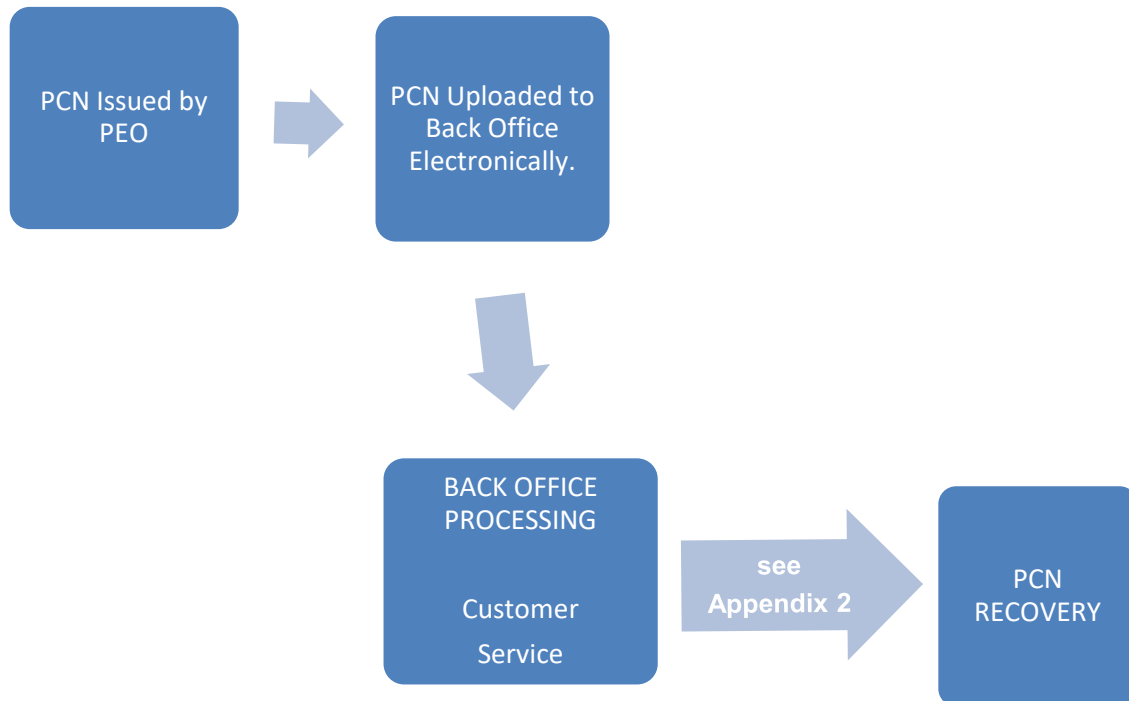 PCN Issued by
PEO
PCN Uploaded to
Back Office
Electronically.
BACK OFFICE
PROCESSING
Customer
Service
see
Appendix 2
PCN
RECOVERY